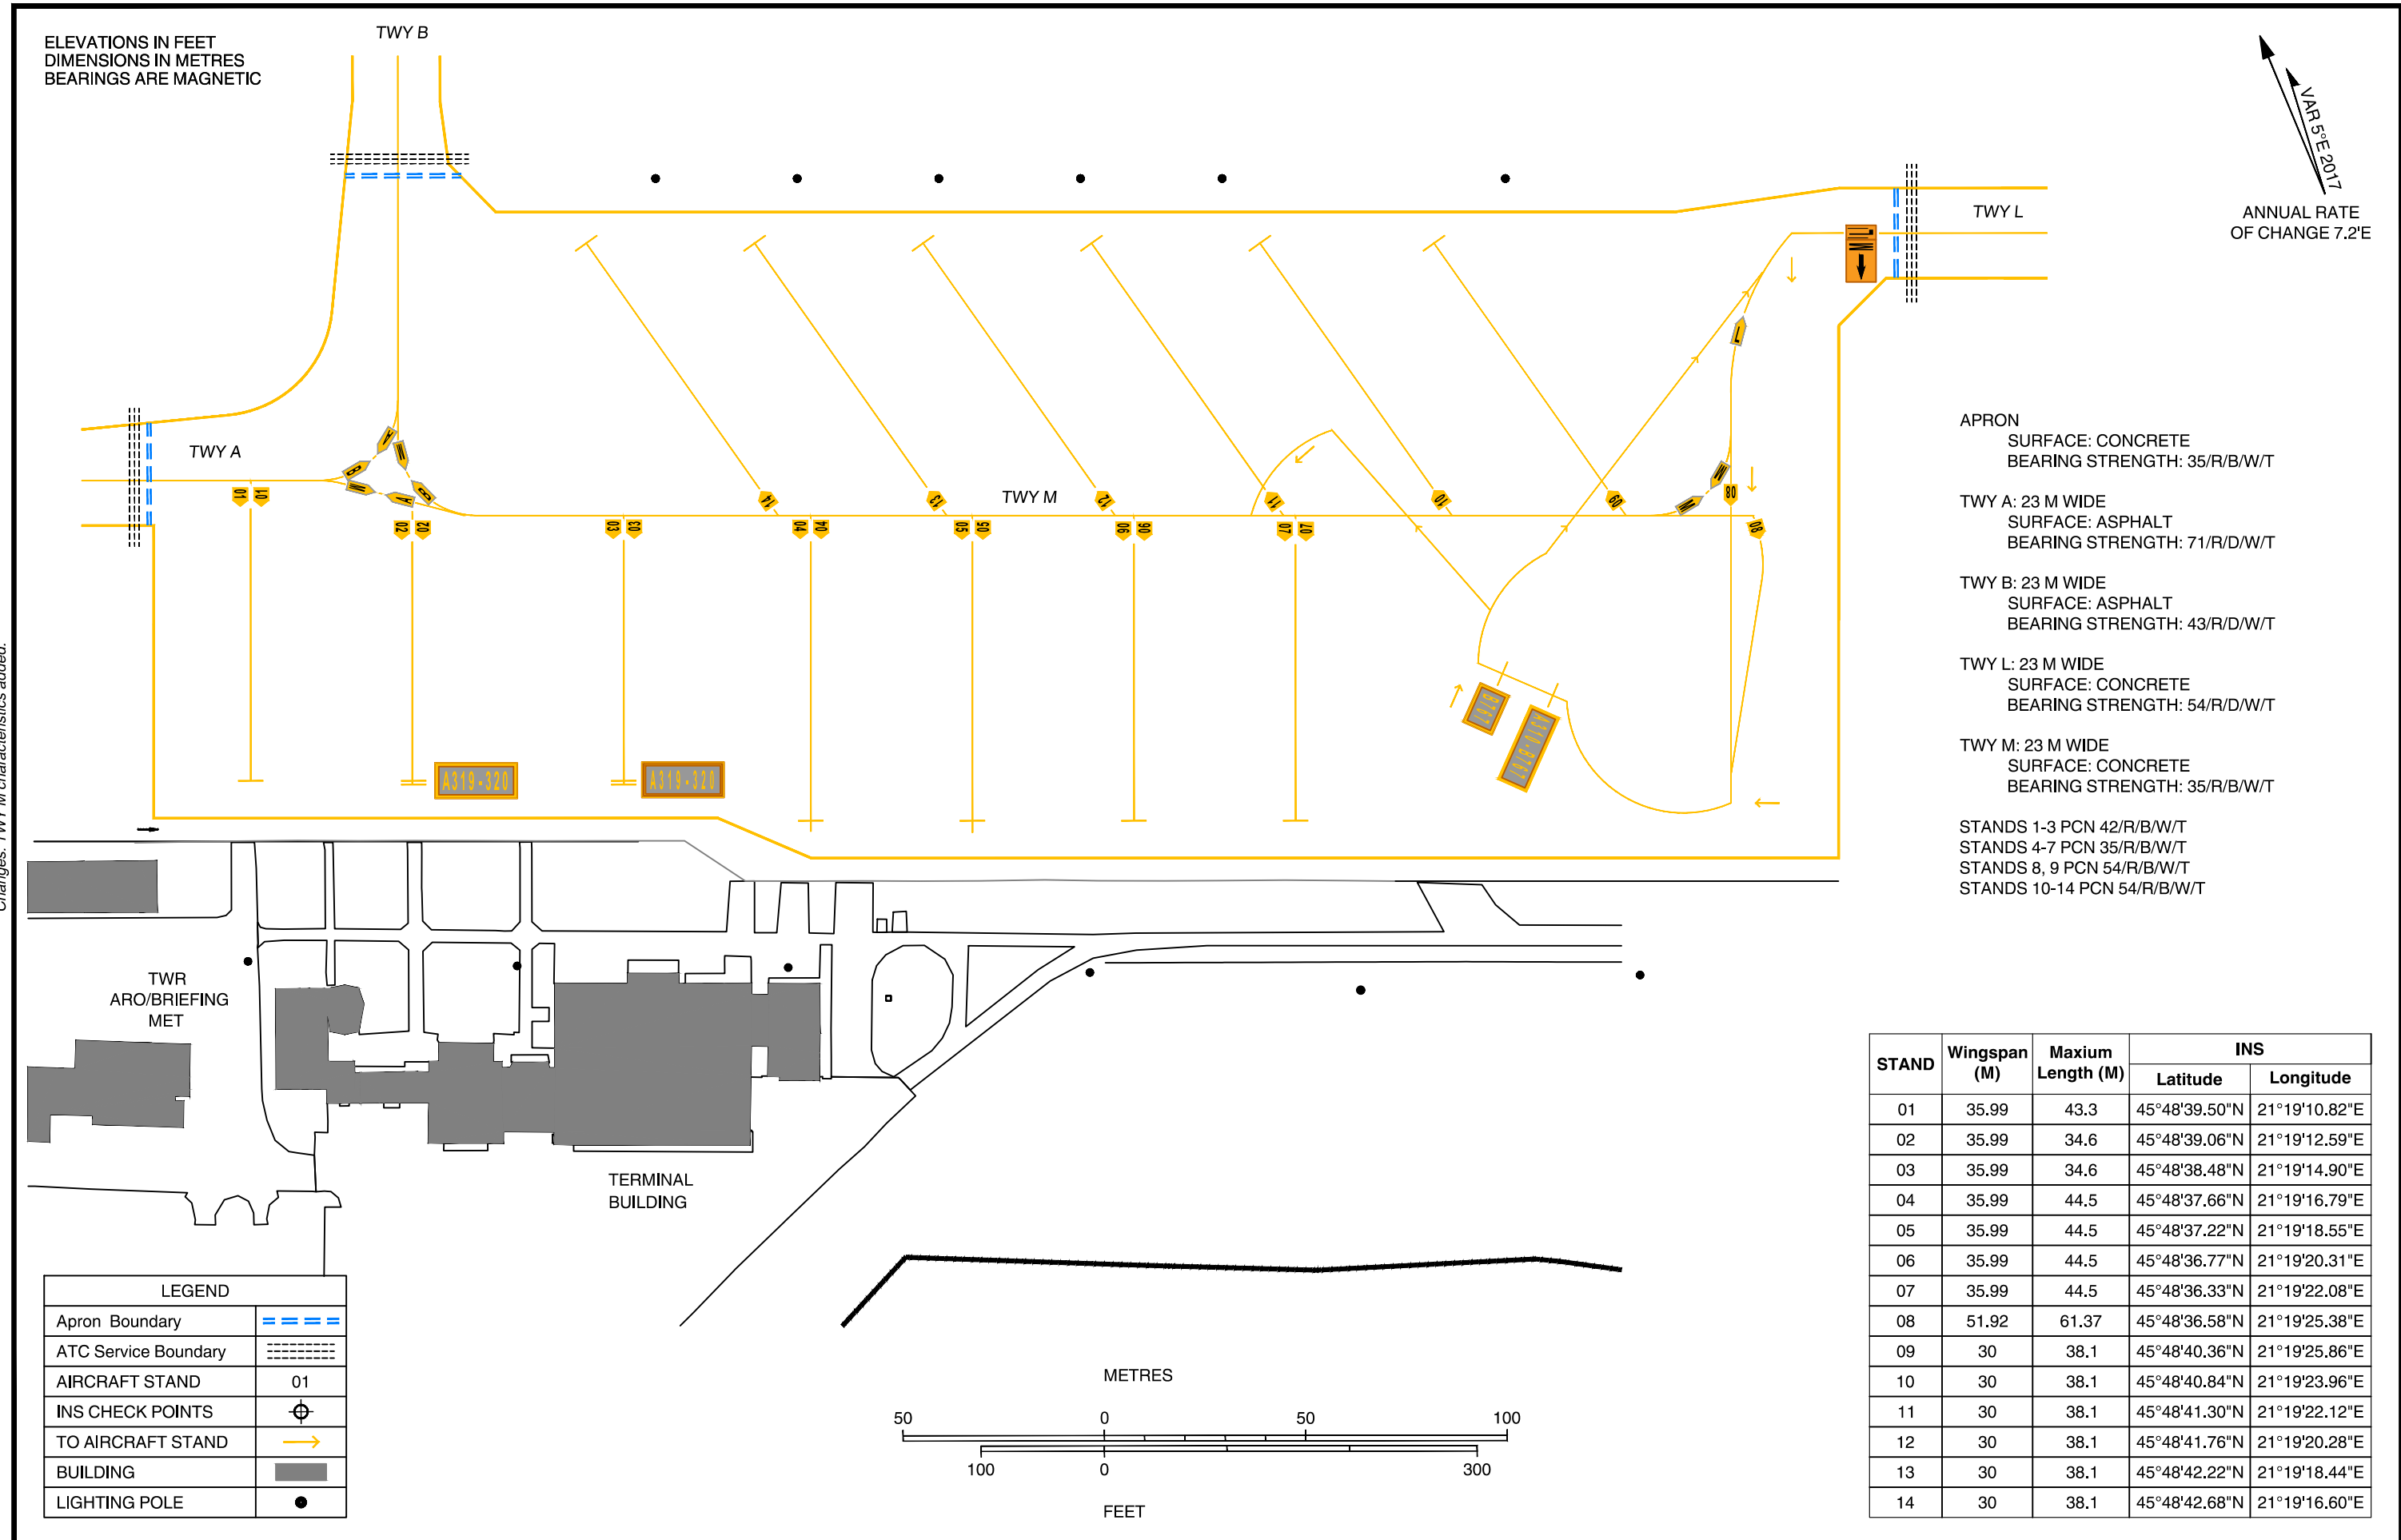 ELEVATIONS IN FEET
DIMENSIONS IN METRES
BEARINGS ARE MAGNETIC
TWY B
VAR 5°E 2017
ANNUAL RATE
OF CHANGE 7.2'E
TWY L
L M
L
TWY A
A
B
M
M
A
B
TWY M
M
M
01 01
02 02
03 03
04 04
05 05
06 06
07 07
08
08
14
13
12
11
10
09
A319-320
A319-320
APRON
SURFACE: CONCRETE
BEARING STRENGTH: 35/R/B/W/T
TWY A: 23 M WIDE
SURFACE: ASPHALT
BEARING STRENGTH: 71/R/D/W/T
TWY B: 23 M WIDE
SURFACE: ASPHALT
BEARING STRENGTH: 43/R/D/W/T
TWY L: 23 M WIDE
SURFACE: CONCRETE
BEARING STRENGTH: 54/R/D/W/T
TWY M: 23 M WIDE
SURFACE: CONCRETE
BEARING STRENGTH: 35/R/B/W/T
STANDS 1-3 PCN 42/R/B/W/T
STANDS 4-7 PCN 35/R/B/W/T
STANDS 8, 9 PCN 54/R/B/W/T
STANDS 10-14 PCN 54/R/B/W/T
Changes: TWY M characteristics added.
TWR
ARO/BRIEFING
MET
TERMINAL
BUILDING
LEGEND
Apron Boundary
ATC Service Boundary
AIRCRAFT STAND 01
INS CHECK POINTS
TO AIRCRAFT STAND
BUILDING
LIGHTING POLE
METRES
50 0 50 100
100 0 300
FEET
STAND Wingspan (M) Maxium Length (M) INS
Latitude Longitude
01 35.99 43.3 45°48'39.50"N 21°19'10.82"E
02 35.99 34.6 45°48'39.06"N 21°19'12.59"E
03 35.99 34.6 45°48'38.48"N 21°19'14.90"E
04 35.99 44.5 45°48'37.66"N 21°19'16.79"E
05 35.99 44.5 45°48'37.22"N 21°19'18.55"E
06 35.99 44.5 45°48'36.77"N 21°19'20.31"E
07 35.99 44.5 45°48'36.33"N 21°19'22.08"E
08 51.92 61.37 45°48'36.58"N 21°19'25.38"E
09 30 38.1 45°48'40.36"N 21°19'25.86"E
10 30 38.1 45°48'40.84"N 21°19'23.96"E
11 30 38.1 45°48'41.30"N 21°19'22.12"E
12 30 38.1 45°48'41.76"N 21°19'20.28"E
13 30 38.1 45°48'42.22"N 21°19'18.44"E
14 30 38.1 45°48'42.68"N 21°19'16.60"E